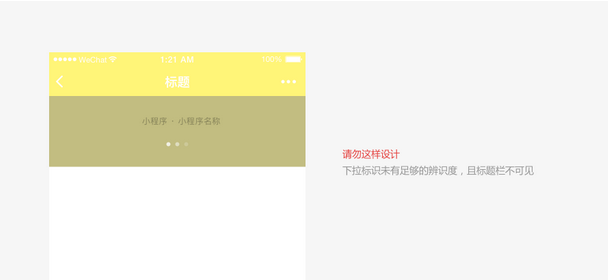 ●●●●● WeChat 1:21 AM 100%
标题
小程序 · 小程序名称
请勿这样设计
下拉标识未有足够的辨识度，且标题栏不可见